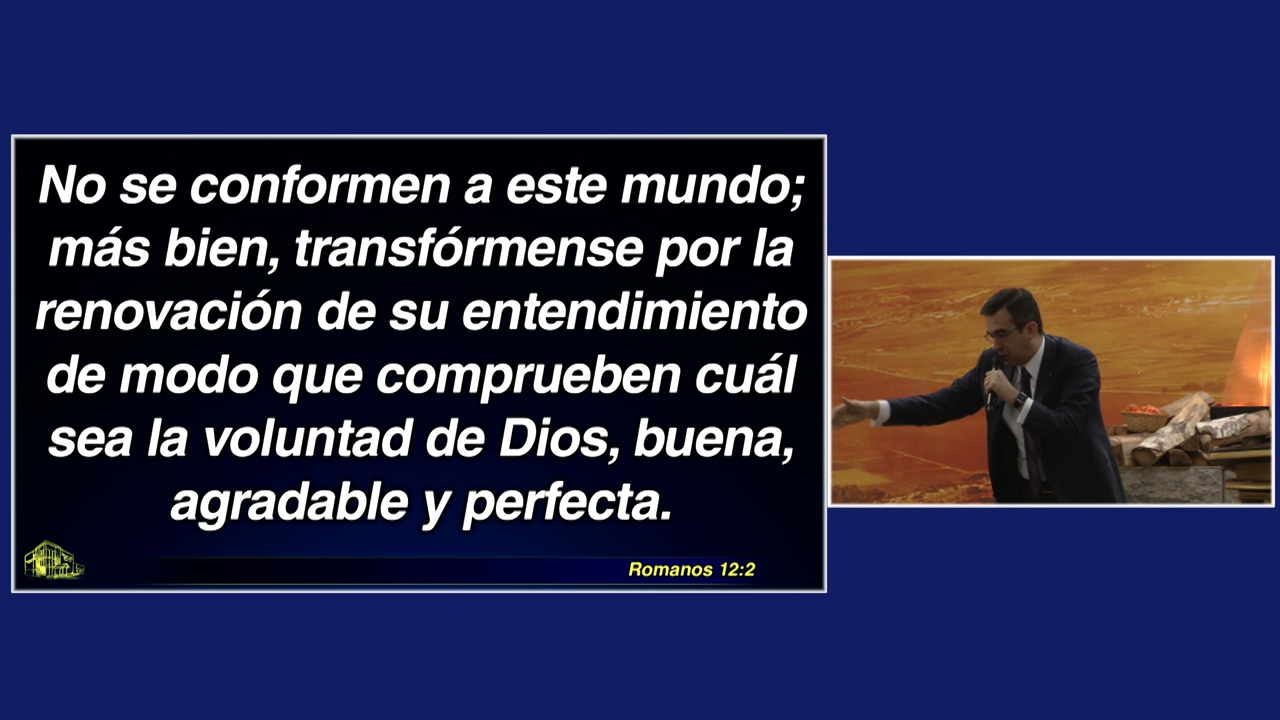 No se conformen a este mundo;
más bien, transfórmense por la
renovación de su entendimiento
de modo que comprueben cuál
sea la voluntad de Dios, buena,
agradable y perfecta.
Romanos 12:2